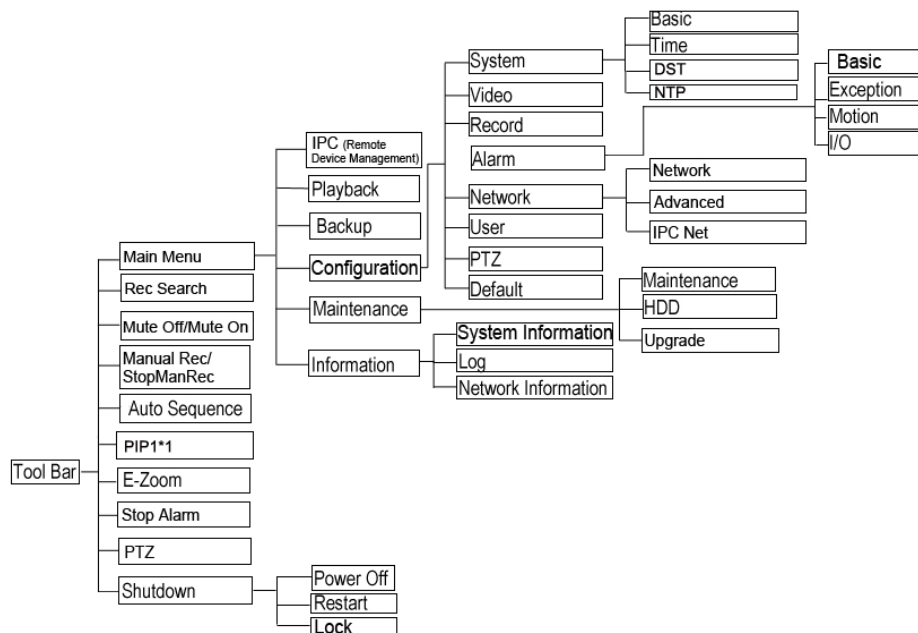 Tool Bar
Main Menu
Rec Search
Mute Off/Mute On
Manual Rec/
StopManRec
Auto Sequence
PIP1*1
E-Zoom
Stop Alarm
PTZ
Shutdown
IPC (Remote
Device Management)
Playback
Backup
Configuration
Maintenance
Information
Power Off
Restart
Lock
System
Video
Record
Alarm
Network
User
PTZ
Default
System Information
Log
Network Information
Basic
Time
DST
NTP
Network
Advanced
IPC Net
Maintenance
HDD
Upgrade
Basic
Exception
Motion
I/O